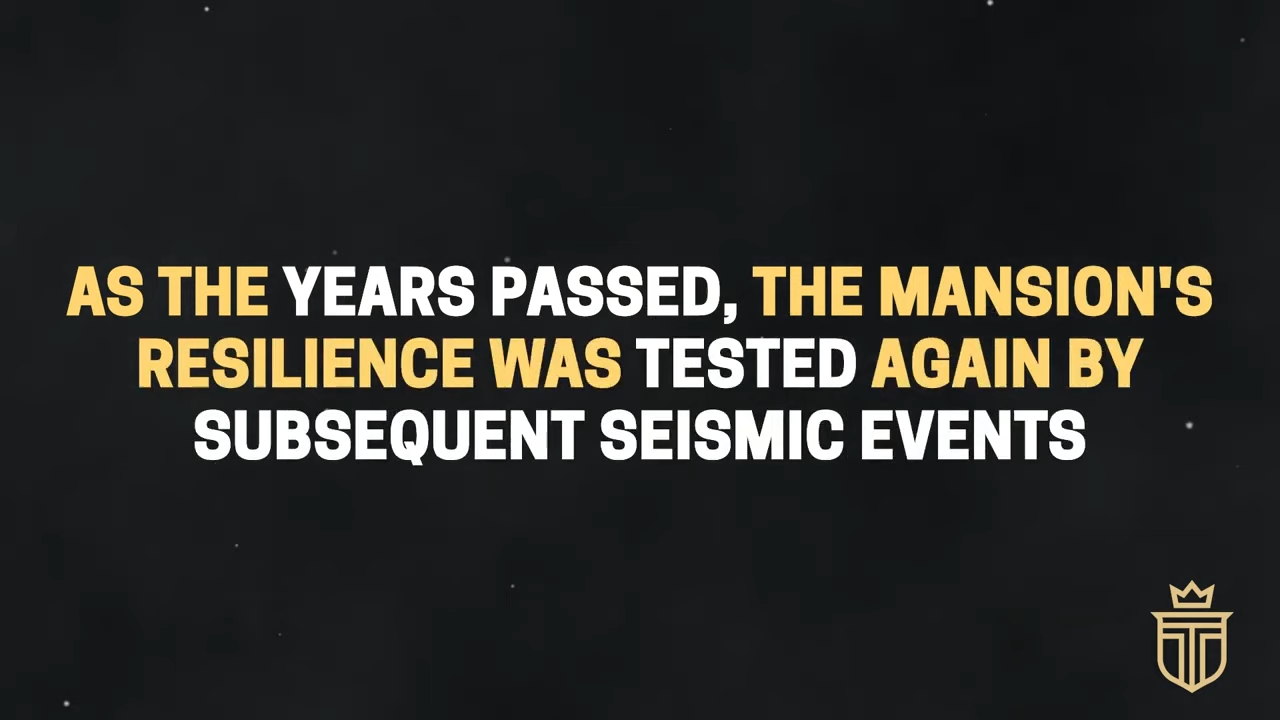 AS THE YEARS PASSED, THE MANSION'S
RESILIENCE WAS TESTED AGAIN BY
SUBSEQUENT SEISMIC EVENTS